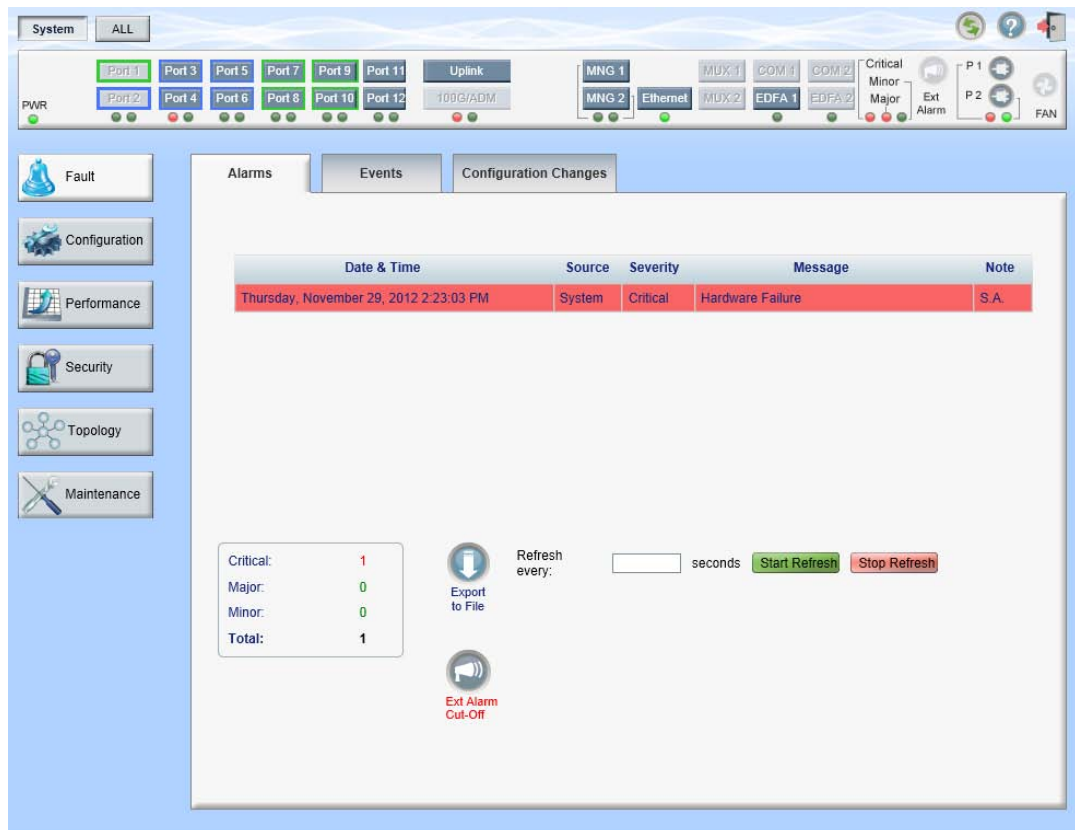 System ALL
Port 1 Port 3 Port 5 Port 7 Port 9 Port 11 Uplink MNG 1 MUX 1 COM 1 COM 2 Critical P 1
Minor
PWR Port 2 Port 4 Port 6 Port 8 Port 10 Port 12 100G/ADM MNG 2 Ethernet MUX 2 EDFA 1 EDFA 2 Major Ext Alarm P 2 FAN
Fault
Configuration
Performance
Security
Topology
Maintenance
Alarms Events Configuration Changes
Date & Time Source Severity Message Note
Thursday, November 29, 2012 2:23:03 PM System Critical Hardware Failure S.A.
Critical: 1
Major: 0
Minor: 0
Total: 1
Export
to File
Refresh
every: seconds Start Refresh Stop Refresh
Ext Alarm
Cut-Off